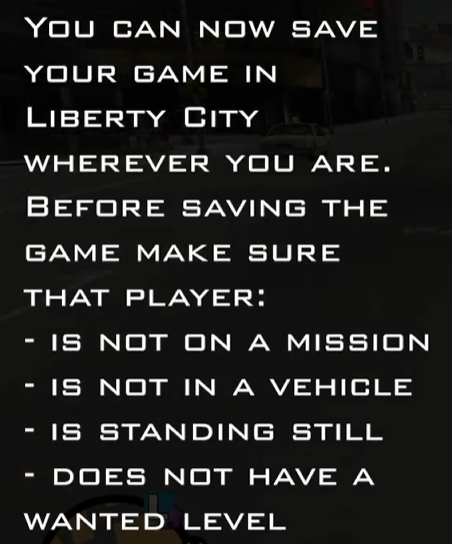 You can now save
your game in
Liberty City
wherever you are.
Before saving the
game make sure
that player:
- is not on a mission
- is not in a vehicle
- is standing still
- does not have a
wanted level